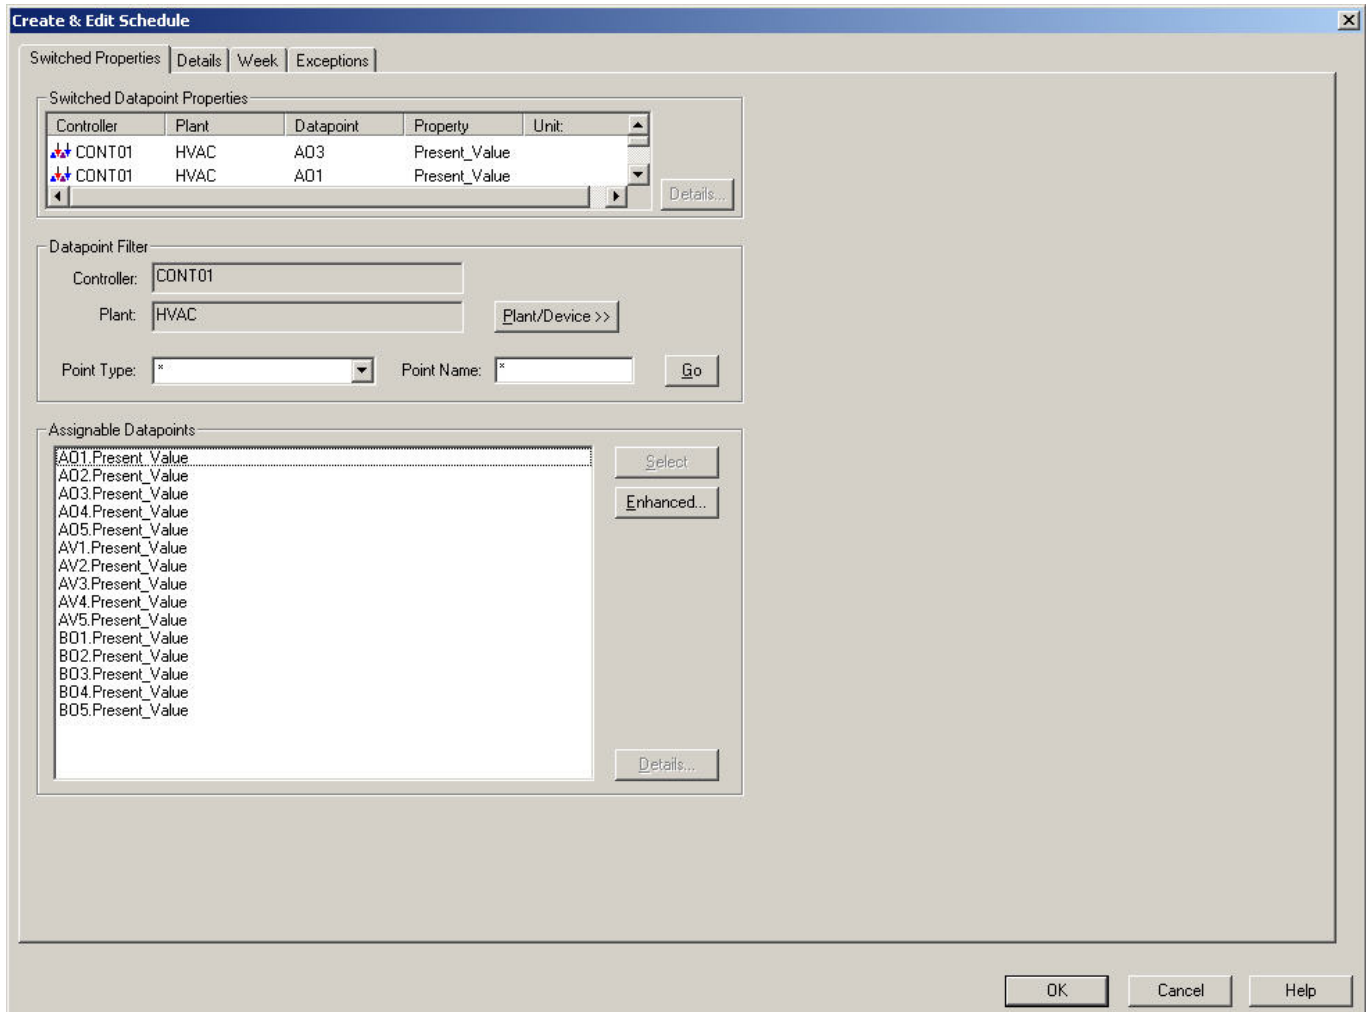 Create & Edit Schedule
Switched Properties Details Week Exceptions
Switched Datapoint Properties
Controller Plant Datapoint Property Unit:
CONT01 HVAC AO3 Present_Value
CONT01 HVAC AO1 Present_Value
Details...
Datapoint Filter
Controller: CONT01
Plant: HVAC Plant/Device >>
Point Type: * Point Name: * Go
Assignable Datapoints
AO1.Present_Value
AO2.Present_Value
AO3.Present_Value
AO4.Present_Value
AO5.Present_Value
AV1.Present_Value
AV2.Present_Value
AV3.Present_Value
AV4.Present_Value
AV5.Present_Value
BO1.Present_Value
BO2.Present_Value
BO3.Present_Value
BO4.Present_Value
BO5.Present_Value
Select
Enhanced...
Details...
OK Cancel Help